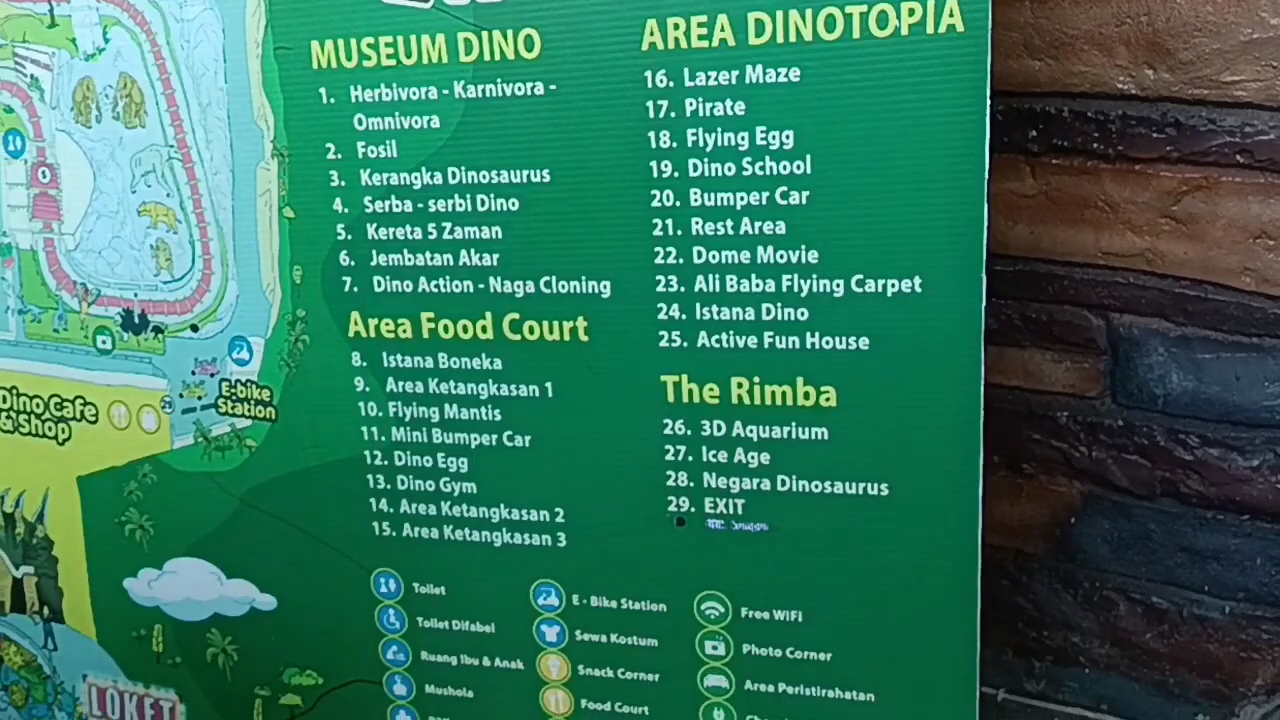 MUSEUM DINO
1. Herbivora - Karnivora -
Omnivora
2. Fosil
3. Kerangka Dinosaurus
4. Serba - serbi Dino
5. Kereta 5 Zaman
6. Jembatan Akar
7. Dino Action - Naga Cloning
Area Food Court
8. Istana Boneka
9. Area Ketangkasan 1
10. Flying Mantis
11. Mini Bumper Car
12. Dino Egg
13. Dino Gym
14. Area Ketangkasan 2
15. Area Ketangkasan 3
AREA DINOTOPIA
16. Lazer Maze
17. Pirate
18. Flying Egg
19. Dino School
20. Bumper Car
21. Rest Area
22. Dome Movie
23. Ali Baba Flying Carpet
24. Istana Dino
25. Active Fun House
The Rimba
26. 3D Aquarium
27. Ice Age
28. Negara Dinosaurus
29. EXIT
E-bike
Station
Dino Cafe
& Shop
LOKET
Toilet
Toilet Difabel
Ruang Ibu & Anak
Mushola
E - Bike Station
Sewa Kostum
Snack Corner
Food Court
Free WIFI
Photo Corner
Area Peristirahatan